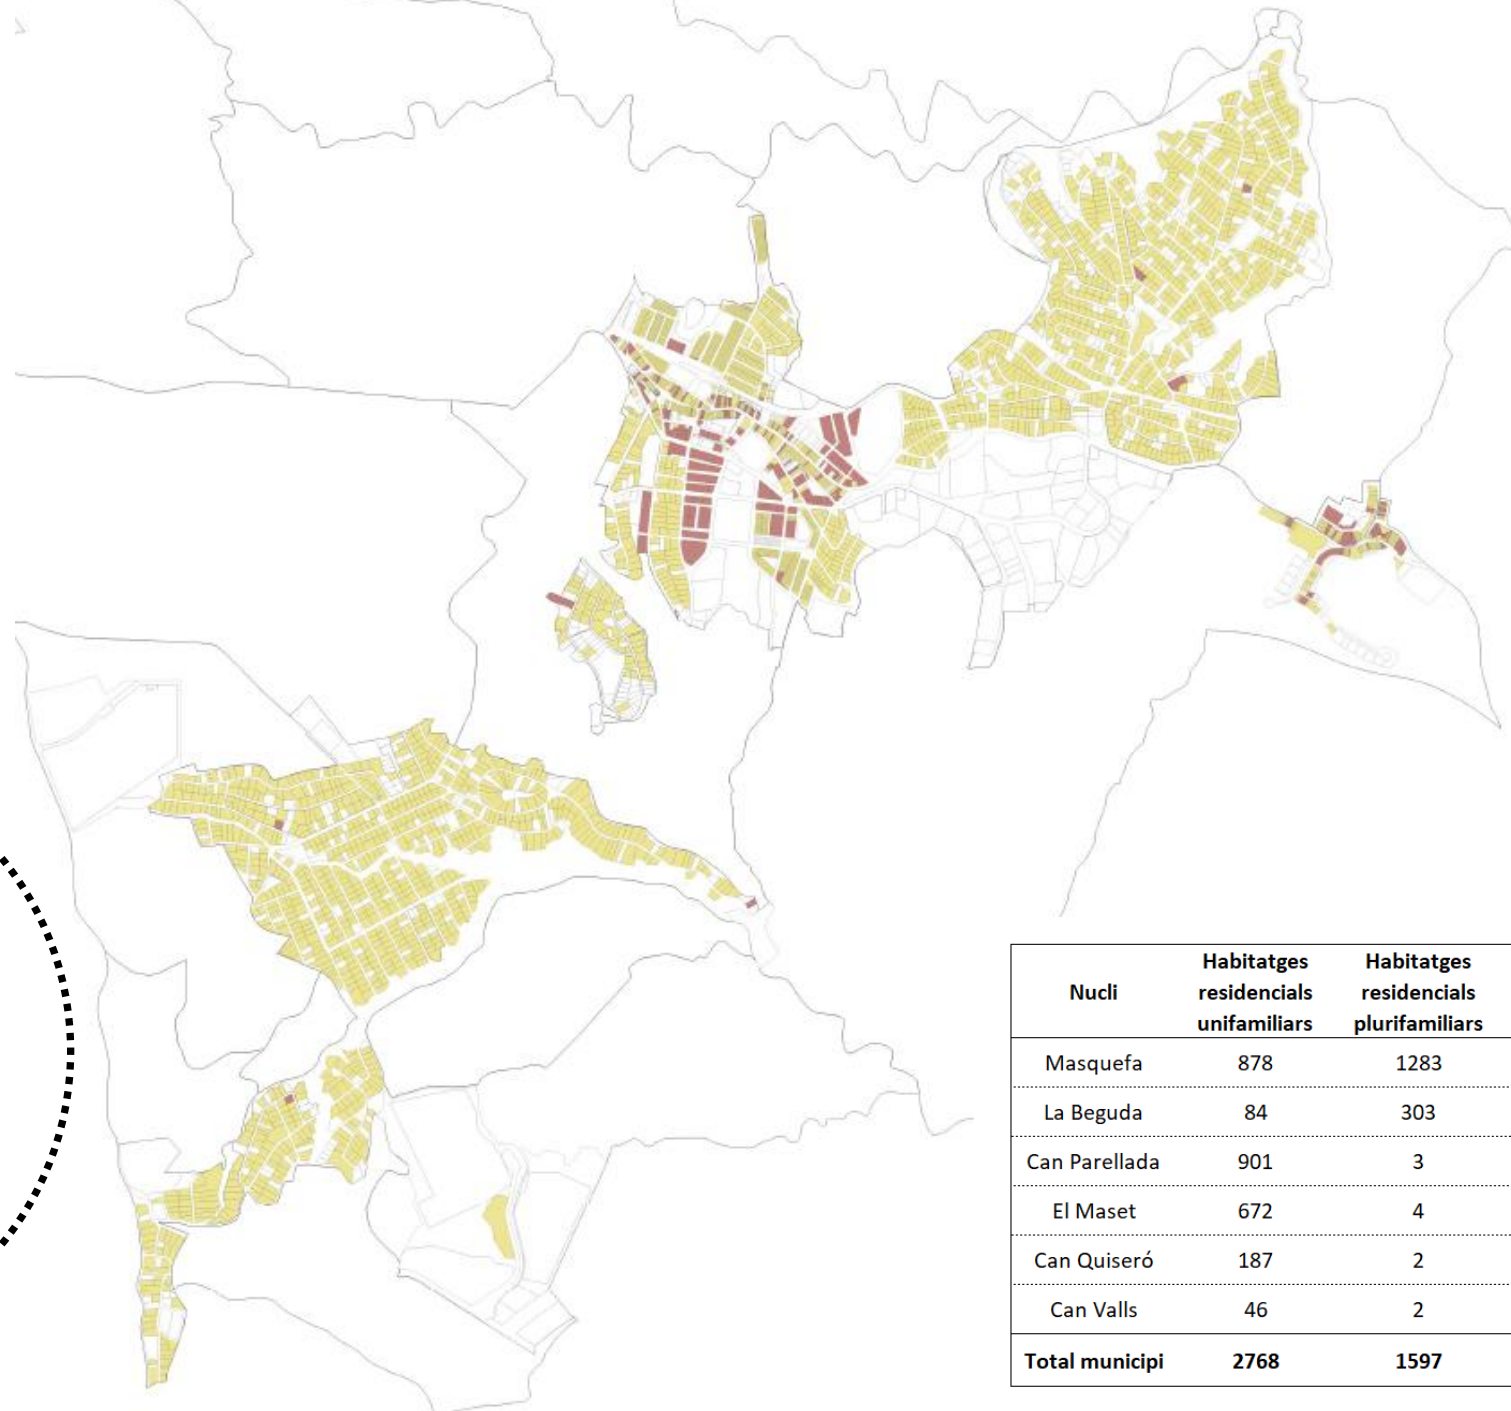 Nucli Habitatges residencials unifamiliars Habitatges residencials plurifamiliars
Masquefa 878 1283
La Beguda 84 303
Can Parellada 901 3
El Maset 672 4
Can Quiseró 187 2
Can Valls 46 2
Total municipi 2768 1597